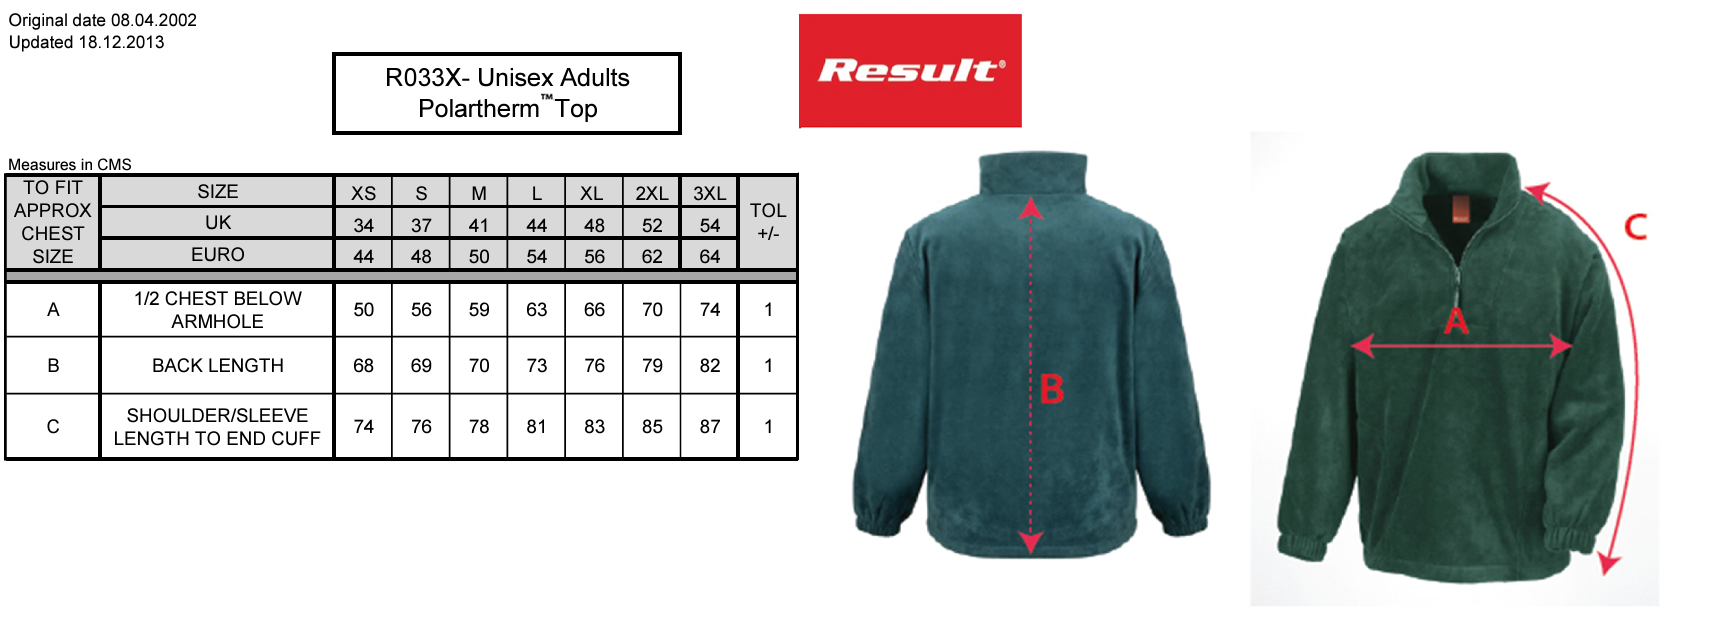 Original date 08.04.2002
Updated 18.12.2013
R033X- Unisex Adults
Polartherm™Top
Result®
Measures in CMS
TO FIT
APPROX
CHEST
SIZE
SIZE XS S M L XL 2XL 3XL
UK 34 37 41 44 48 52 54
EURO 44 48 50 54 56 62 64
TOL
+/-
A 1/2 CHEST BELOW
ARMHOLE 50 56 59 63 66 70 74 1
B BACK LENGTH 68 69 70 73 76 79 82 1
C SHOULDER/SLEEVE
LENGTH TO END CUFF 74 76 78 81 83 85 87 1
B
A
C